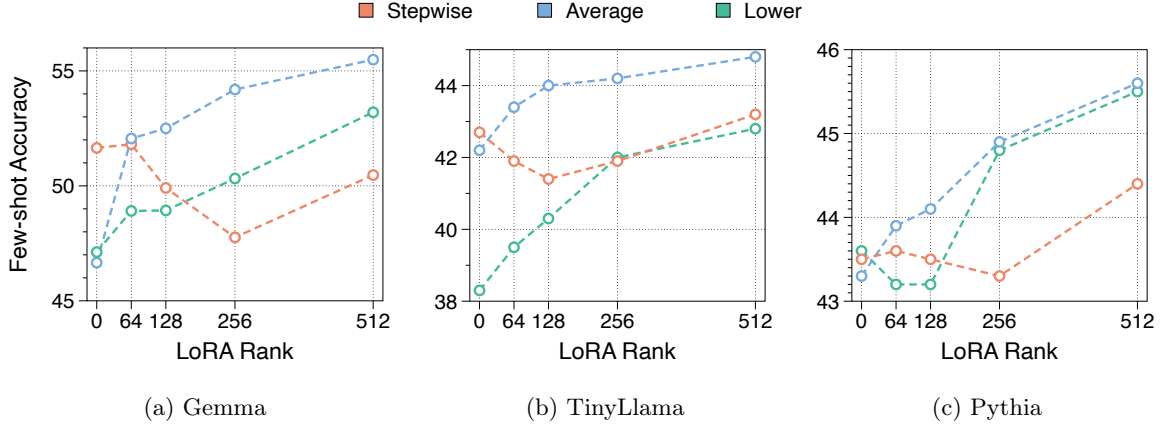 Stepwise Average Lower
Few-shot Accuracy
55
50
45
0 64 128 256 512
LoRA Rank
(a) Gemma
44
42
40
38
0 64 128 256 512
LoRA Rank
(b) TinyLlama
46
45
44
43
0 64 128 256 512
LoRA Rank
(c) Pythia